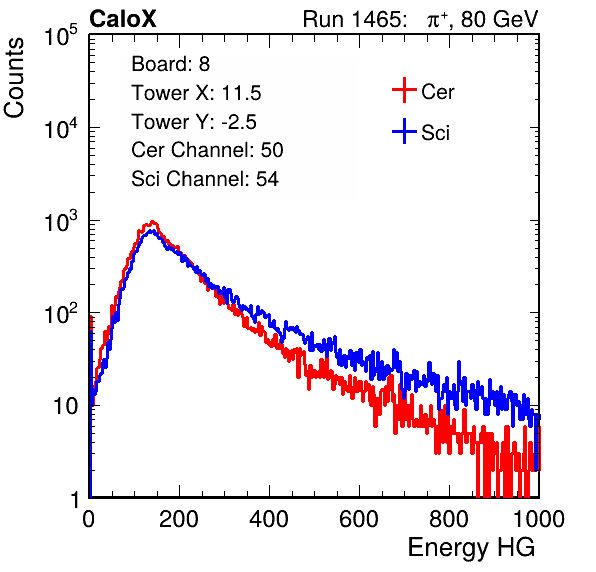 CaloX Run 1465: π⁺, 80 GeV
Counts
10⁵
10⁴
10³
10²
10
1
Board: 8
Tower X: 11.5
Tower Y: -2.5
Cer Channel: 50
Sci Channel: 54
Cer
Sci
0 200 400 600 800 1000
Energy HG